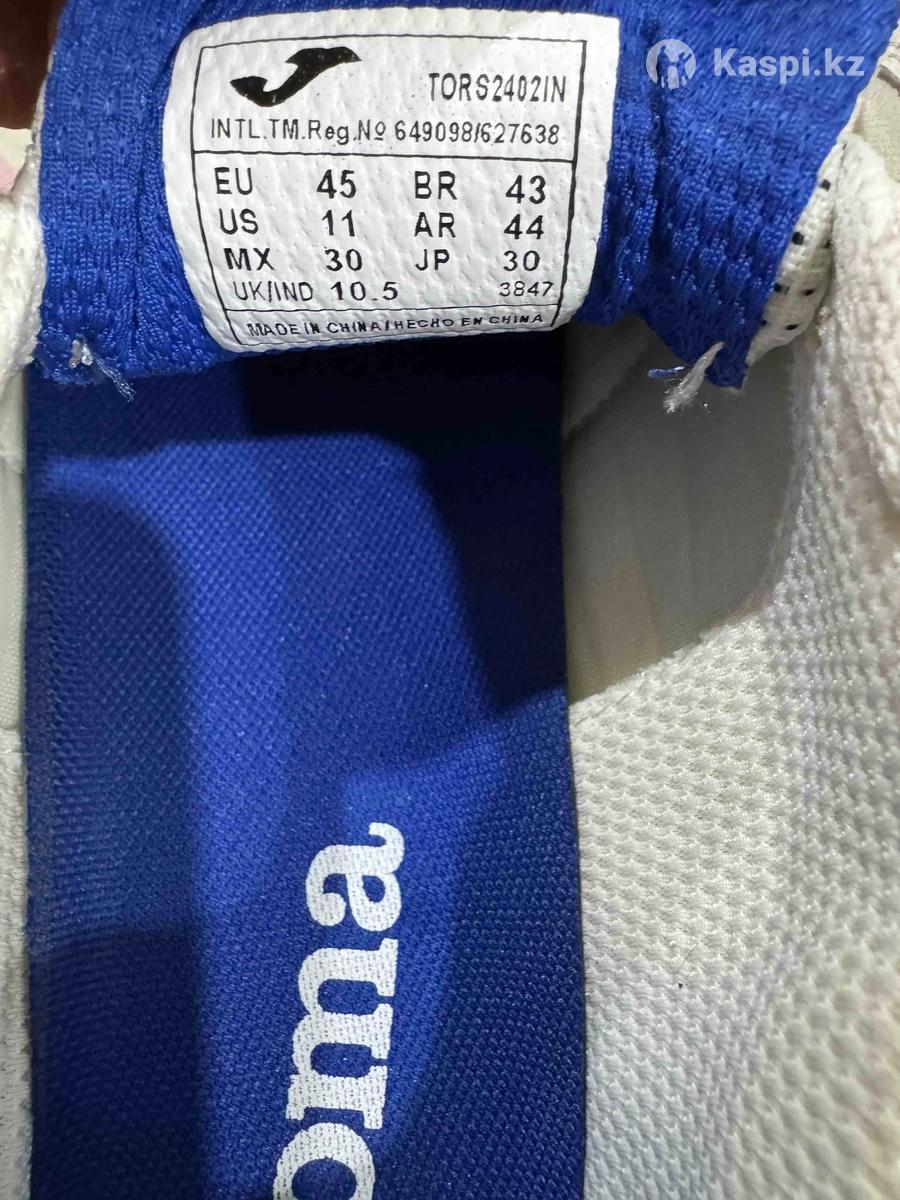 Kaspi.kz
TORS2402IN
INTL.TM.Reg.Nº 649098/627638
EU 45 BR 43
US 11 AR 44
MX 30 JP 30
UK/IND 10.5 3847
MADE IN CHINA/HECHO EN CHINA
oma